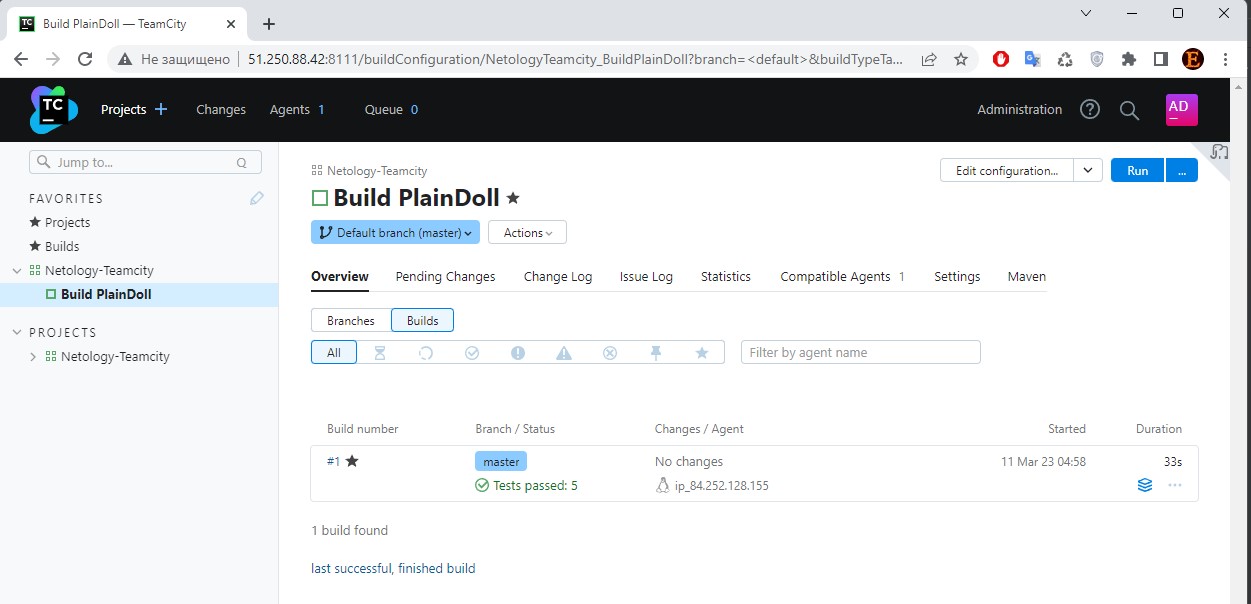 TC Build PlainDoll — TeamCity
Не защищено 51.250.88.42:8111/buildConfiguration/NetologyTeamcity_BuildPlainDoll?branch=<default>&buildTypeTa...
TC Projects Changes Agents 1 Queue 0 Administration AD
Jump to... Q
FAVORITES
Projects
Builds
Netology-Teamcity
Build PlainDoll
PROJECTS
Netology-Teamcity
Netology-Teamcity
Edit configuration... Run ...
Build PlainDoll
Default branch (master) Actions
Overview Pending Changes Change Log Issue Log Statistics Compatible Agents 1 Settings Maven
Branches Builds
All Filter by agent name
Build number Branch / Status Changes / Agent Started Duration
#1 master No changes 11 Mar 23 04:58 33s
Tests passed: 5 ip_84.252.128.155
1 build found
last successful, finished build